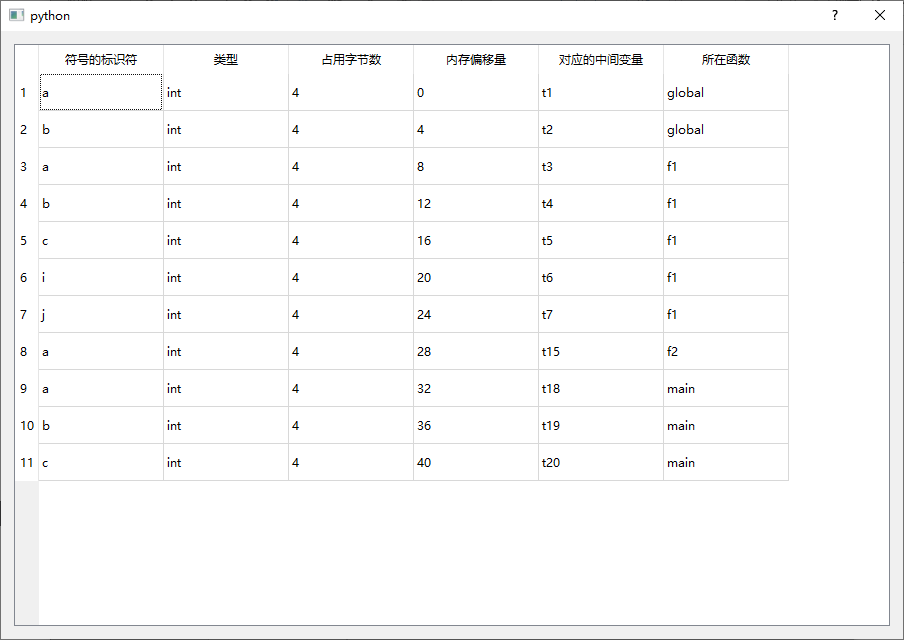 python
符号的标识符 类型 占用字节数 内存偏移量 对应的中间变量 所在函数
1 a int 4 0 t1 global
2 b int 4 4 t2 global
3 a int 4 8 t3 f1
4 b int 4 12 t4 f1
5 c int 4 16 t5 f1
6 i int 4 20 t6 f1
7 j int 4 24 t7 f1
8 a int 4 28 t15 f2
9 a int 4 32 t18 main
10 b int 4 36 t19 main
11 c int 4 40 t20 main